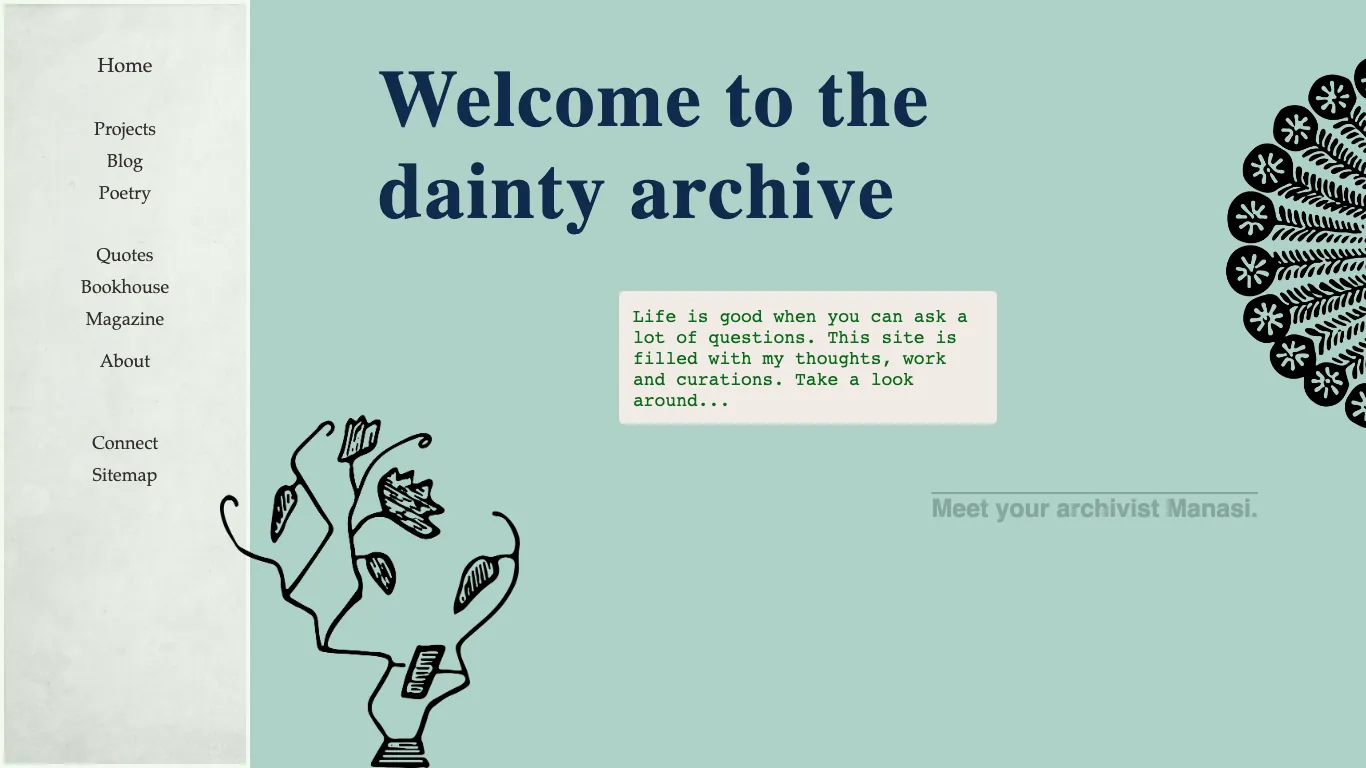 Home
Projects
Blog
Poetry
Quotes
Bookhouse
Magazine
About
Connect
Sitemap
Welcome to the
dainty archive
Life is good when you can ask a
lot of questions. This site is
filled with my thoughts, work
and curations. Take a look
around...
Meet your archivist Manasi.